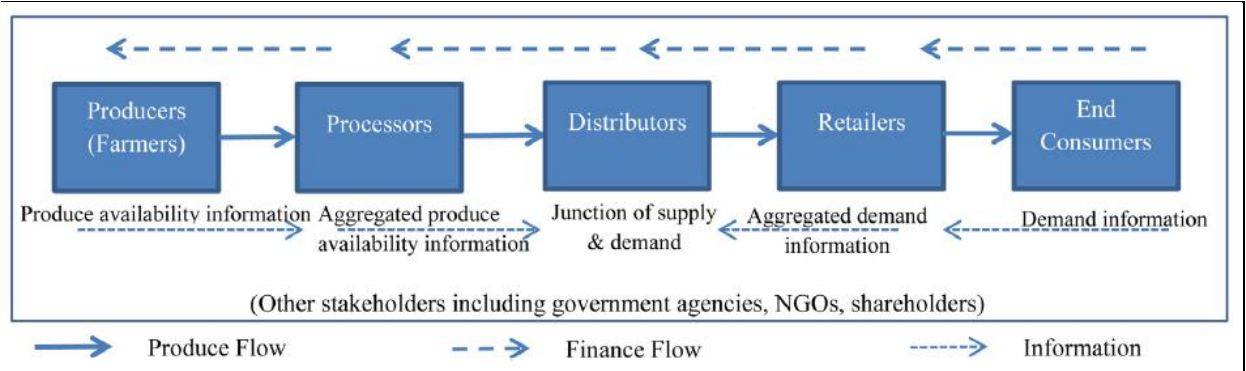 Producers
(Farmers)
Processors
Distributors
Retailers
End
Consumers
Produce availability information
Aggregated produce
availability information
Junction of supply
& demand
Aggregated demand
information
Demand information
(Other stakeholders including government agencies, NGOs, shareholders)
Produce Flow
Finance Flow
Information